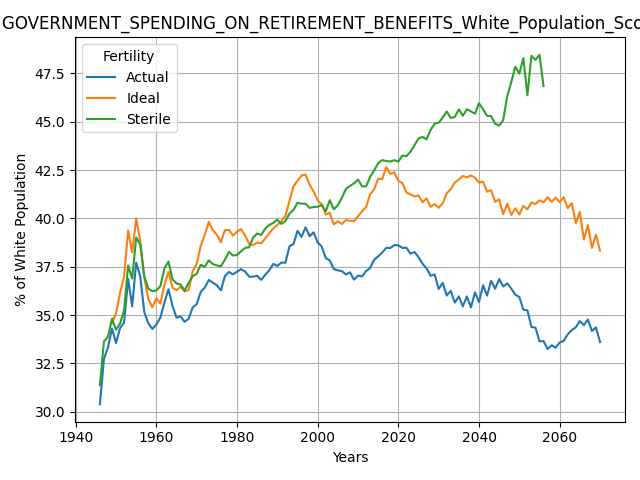 GOVERNMENT_SPENDING_ON_RETIREMENT_BENEFITS_White_Population_Sco
Fertility
Actual
Ideal
Sterile
% of White Population
47.5
45.0
42.5
40.0
37.5
35.0
32.5
30.0
1940 1960 1980 2000 2020 2040 2060
Years